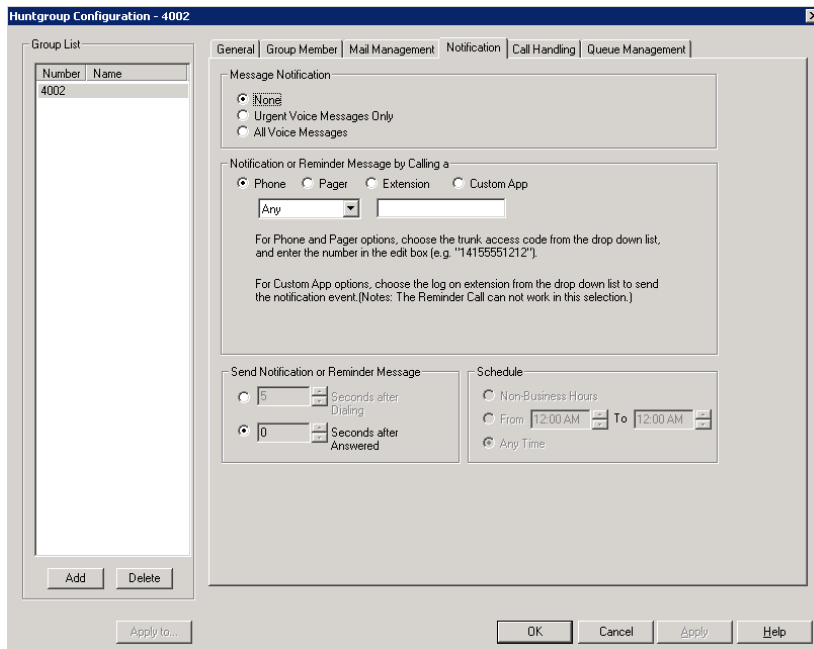 Huntgroup Configuration - 4002
Group List
Number Name
4002
Add Delete
Apply to...
General Group Member Mail Management Notification Call Handling Queue Management
Message Notification
None
Urgent Voice Messages Only
All Voice Messages
Notification or Reminder Message by Calling a
Phone Pager Extension Custom App
Any
For Phone and Pager options, choose the trunk access code from the drop down list,
and enter the number in the edit box (e.g. "14155551212").
For Custom App options, choose the log on extension from the drop down list to send
the notification event.(Notes: The Reminder Call can not work in this selection.)
Send Notification or Reminder Message
5 Seconds after
Dialing
0 Seconds after
Answered
Schedule
Non-Business Hours
From 12:00 AM To 12:00 AM
Any Time
OK Cancel Apply Help